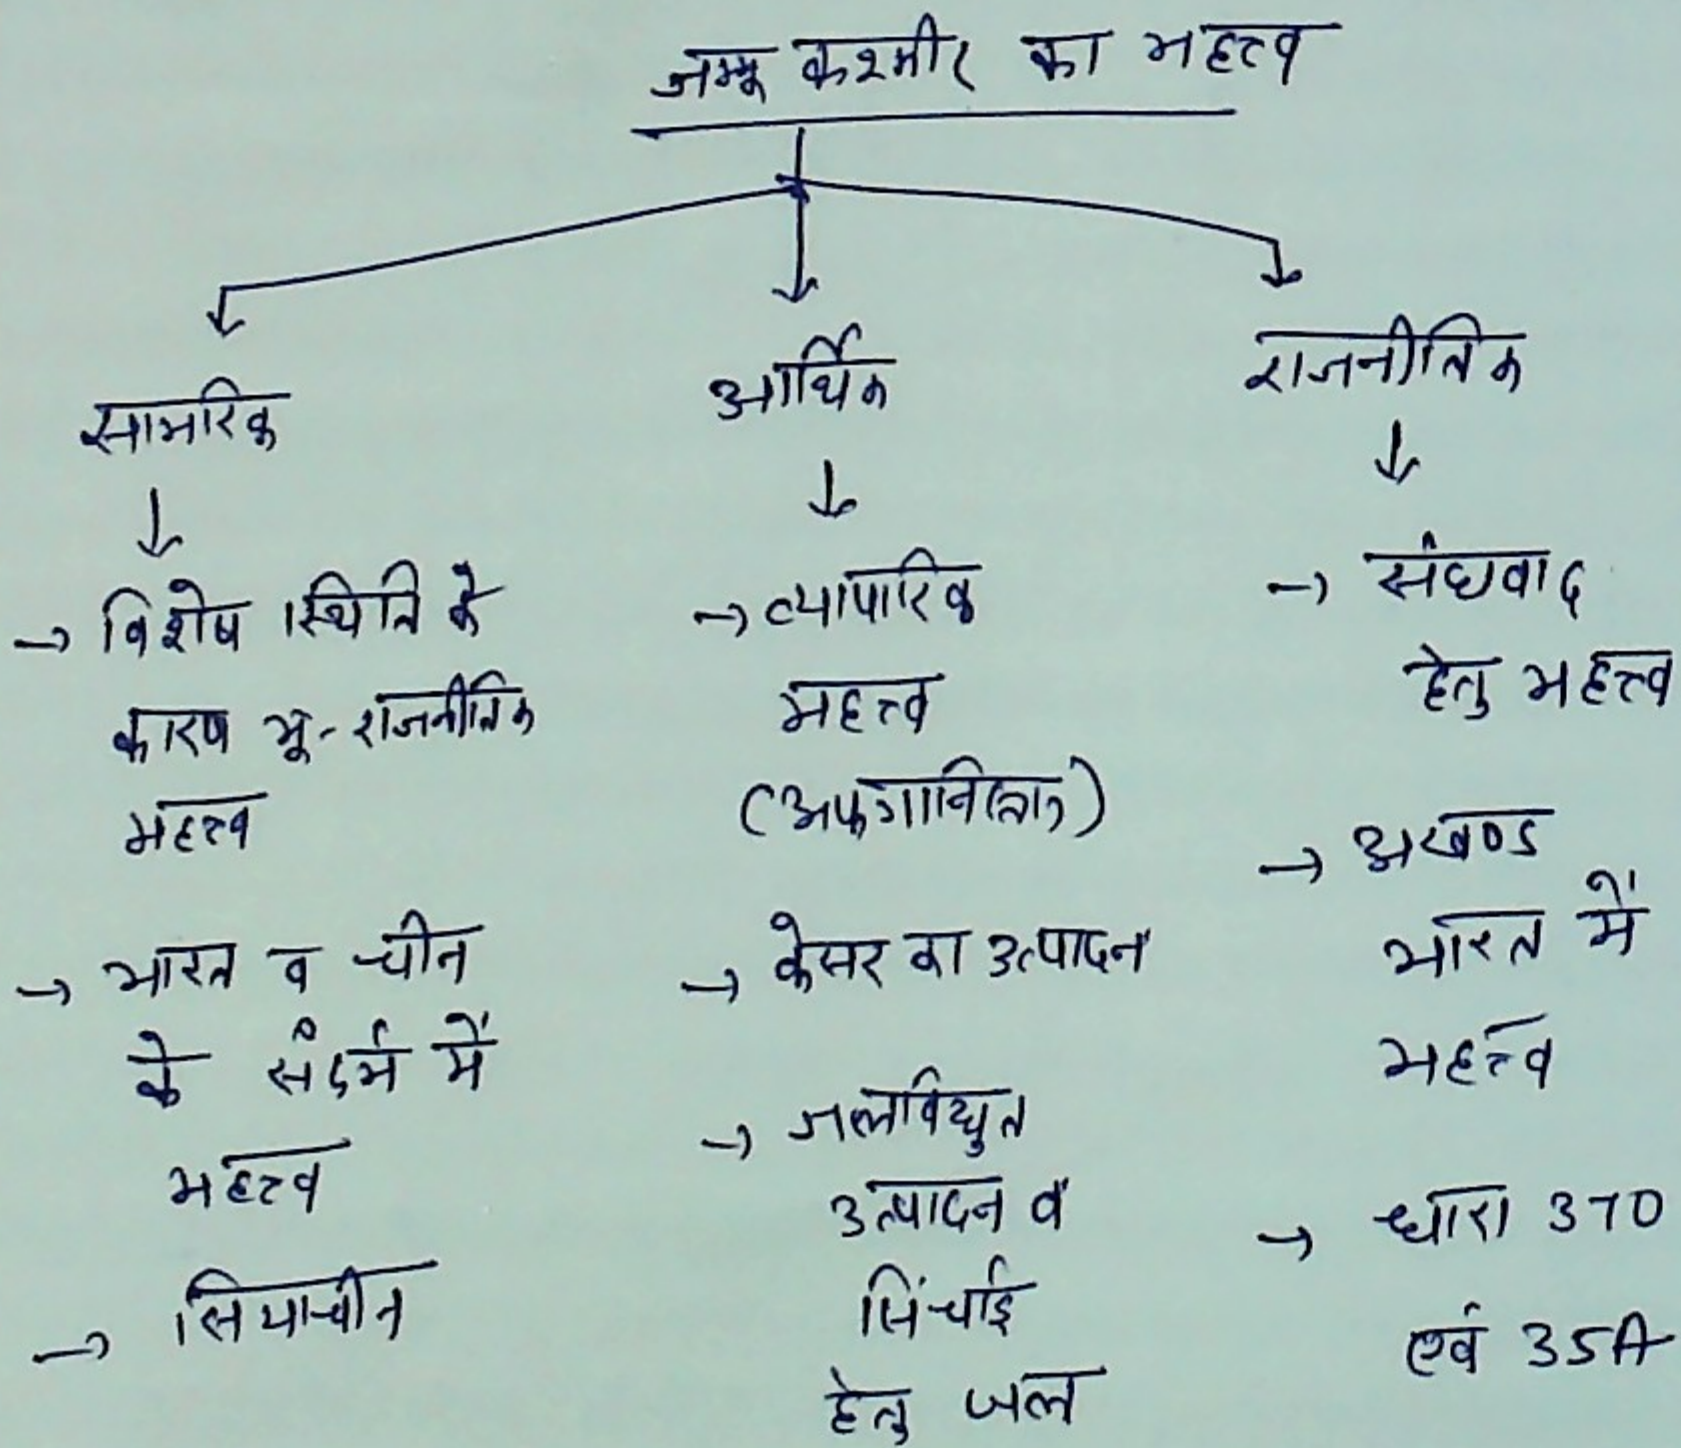 जम्मू कश्मीर का महत्त्व
सामरिक
→ विशेष स्थिति के
कारण भू-राजनीतिक
महत्त्व
→ भारत व चीन
के संदर्भ में
महत्त्व
→ सियाचीन
आर्थिक
→ व्यापारिक
महत्त्व
(अफगानिस्तान)
→ केसर का उत्पादन
→ जलविद्युत
उत्पादन व
सिंचाई
हेतु जल
राजनीतिक
→ संघवाद
हेतु महत्त्व
→ अखण्ड
भारत में
महत्त्व
→ धारा 370
एवं 35A